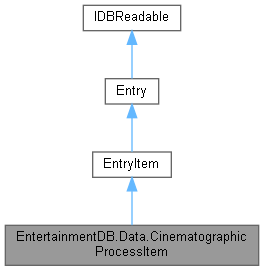 IDBReadable
Entry
EntryItem
EntertainmentDB.Data.Cinematographic
ProcessItem